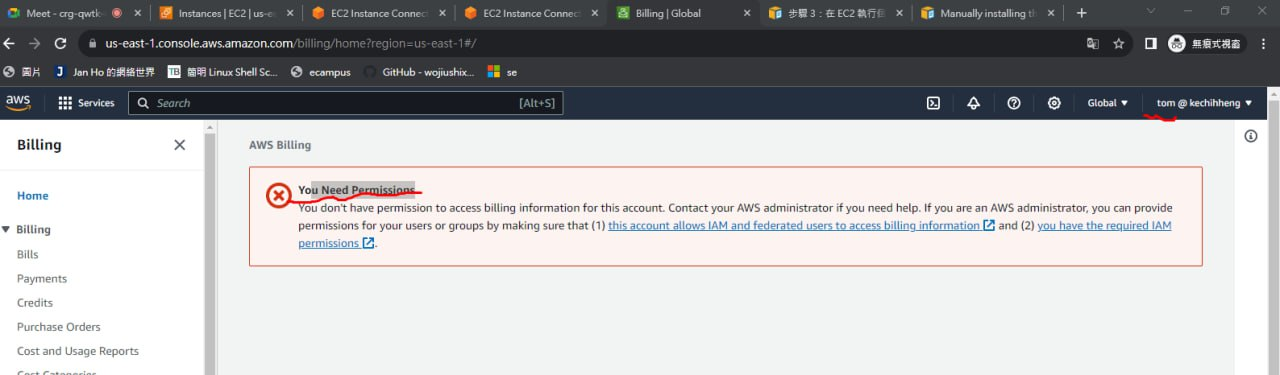 Meet - crg-qwtk
Instances | EC2 | us-e
EC2 Instance Connect
EC2 Instance Connect
Billing | Global
步驟 3：在 EC2 執行個
Manually installing th
us-east-1.console.aws.amazon.com/billing/home?region=us-east-1#/
無痕式視窗
圖片
Jan Ho 的網絡世界
TB 簡明 Linux Shell Sc...
ecampus
GitHub - wojiushix...
se
aws
Services
Search
[Alt+S]
Global
tom @ kechihheng
Billing
AWS Billing
You Need Permissions
You don't have permission to access billing information for this account. Contact your AWS administrator if you need help. If you are an AWS administrator, you can provide
permissions for your users or groups by making sure that (1) this account allows IAM and federated users to access billing information and (2) you have the required IAM
permissions .
Home
Billing
Bills
Payments
Credits
Purchase Orders
Cost and Usage Reports
Cost Categories